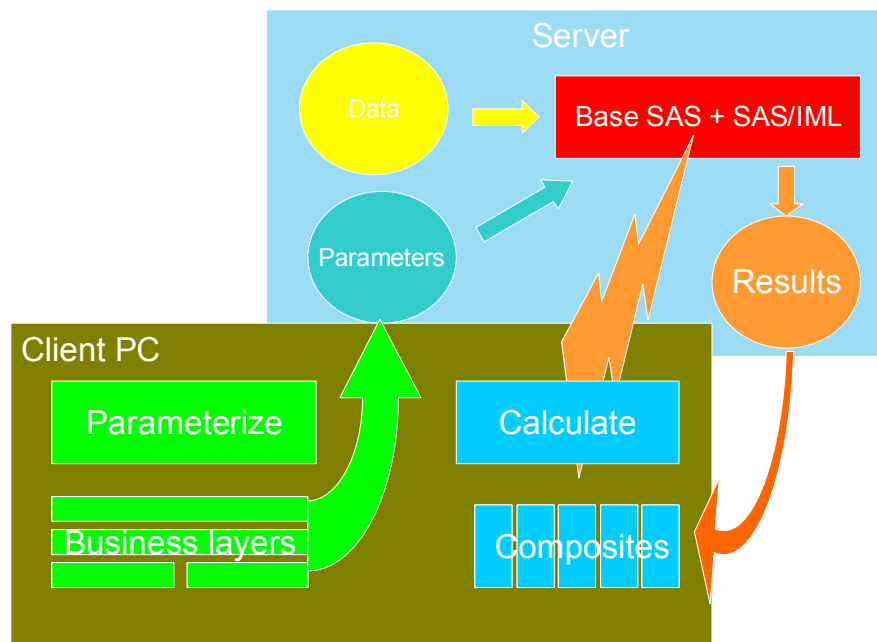 Server
Data
Base SAS + SAS/IML
Parameters
Results
Client PC
Parameterize
Calculate
Business layers
Composites